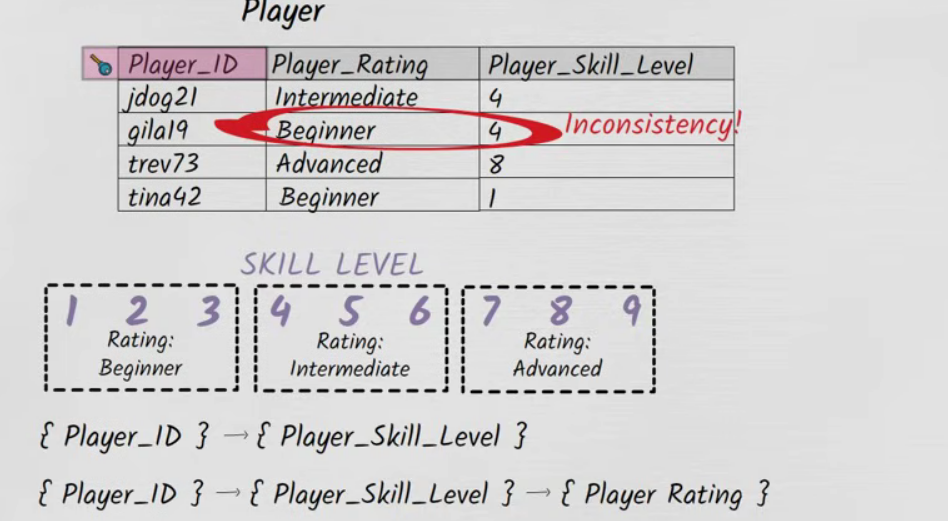 Player
Player_ID Player_Rating Player_Skill_Level
jdog21 Intermediate 4
gila19 Beginner 4 Inconsistency!
trev73 Advanced 8
tina42 Beginner 1
SKILL LEVEL
1 2 3 4 5 6 7 8 9
Rating: Rating: Rating:
Beginner Intermediate Advanced
{ Player_ID } → { Player_Skill_Level }
{ Player_ID } → { Player_Skill_Level } → { Player Rating }